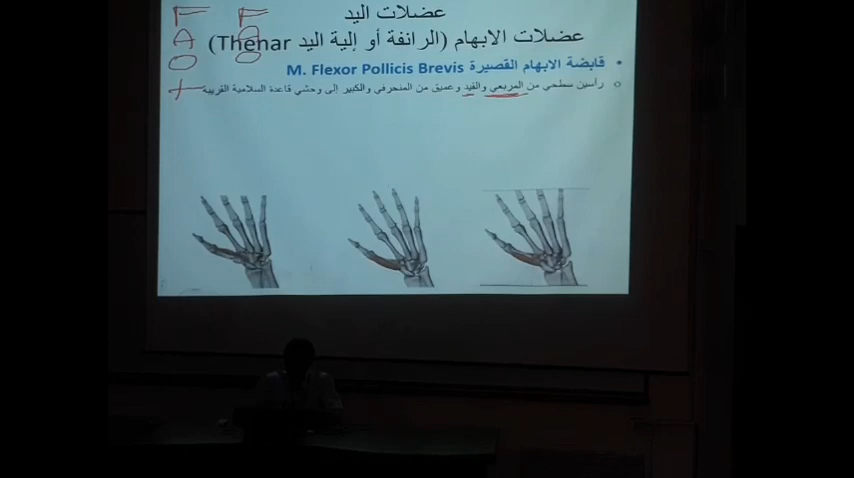 عضلات اليد
عضلات الابهام (الرانفة أو إلية اليد Thenar)
• قابضة الابهام القصيرة M. Flexor Pollicis Brevis
○ رأسين سطحي من المربعي والقيد وعميق من المنحرفي والكبير إلى وحشي قاعدة السلامية القريبة
F F
A A
O O
+